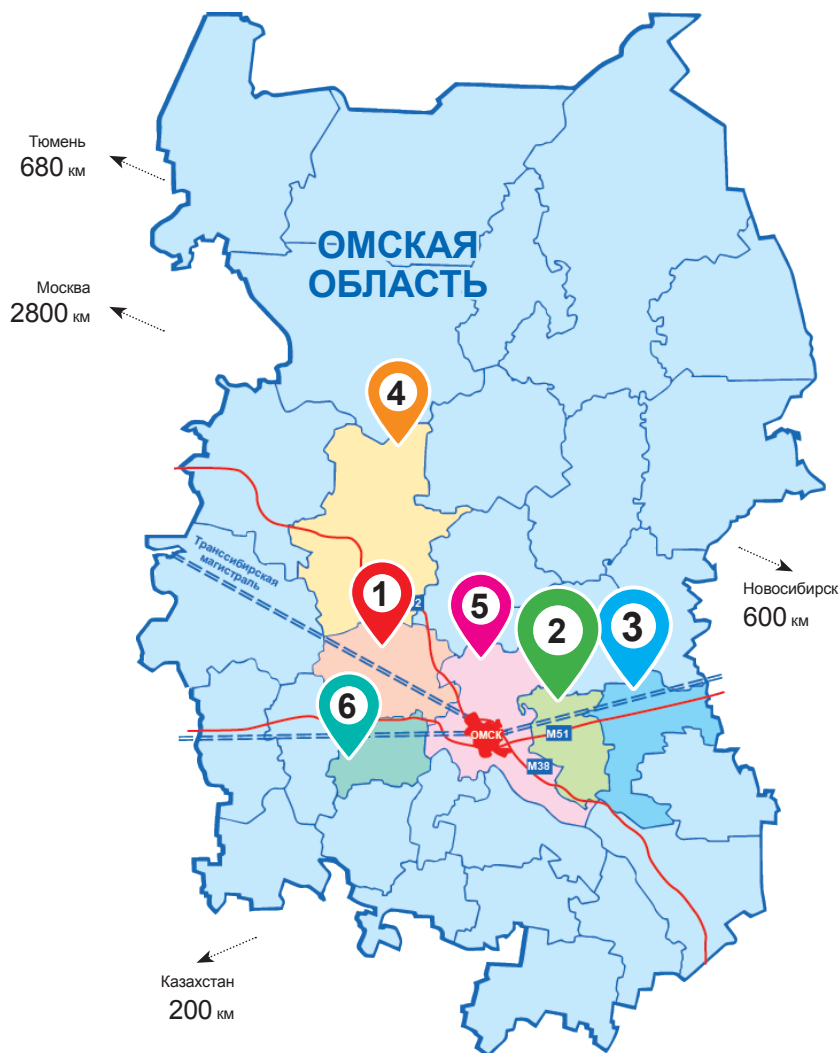 Тюмень
680 км
ОМСКАЯ
ОБЛАСТЬ
Москва
2800 км
4
Транссибирская
магистраль
Новосибирск
600 км
1
2
5
2
3
6
ОМСК
М51
М38
Казахстан
200 км